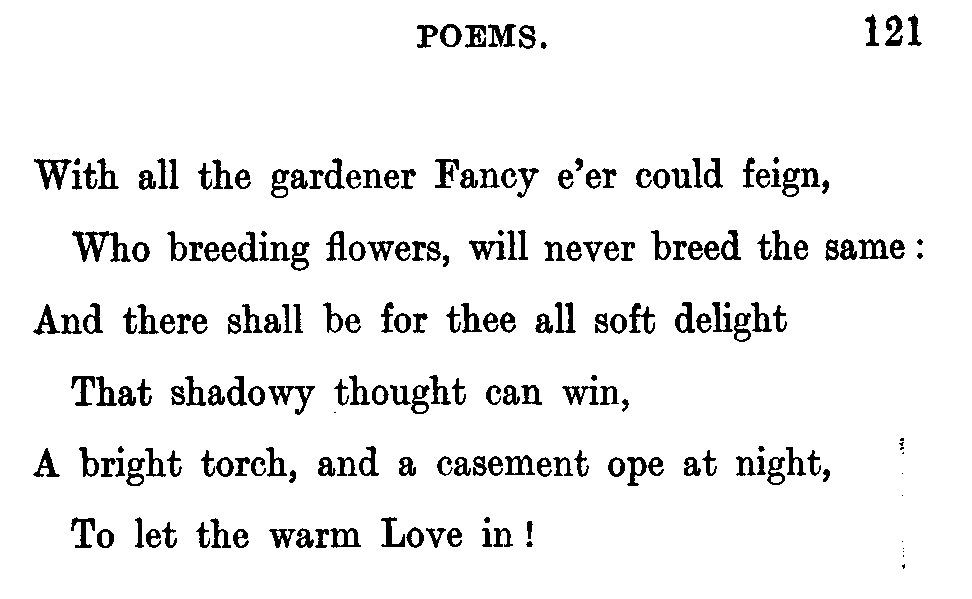 POEMS. 121
With all the gardener Fancy e'er could feign,
Who breeding flowers, will never breed the same :
And there shall be for thee all soft delight
That shadowy thought can win,
A bright torch, and a casement ope at night,
To let the warm Love in !